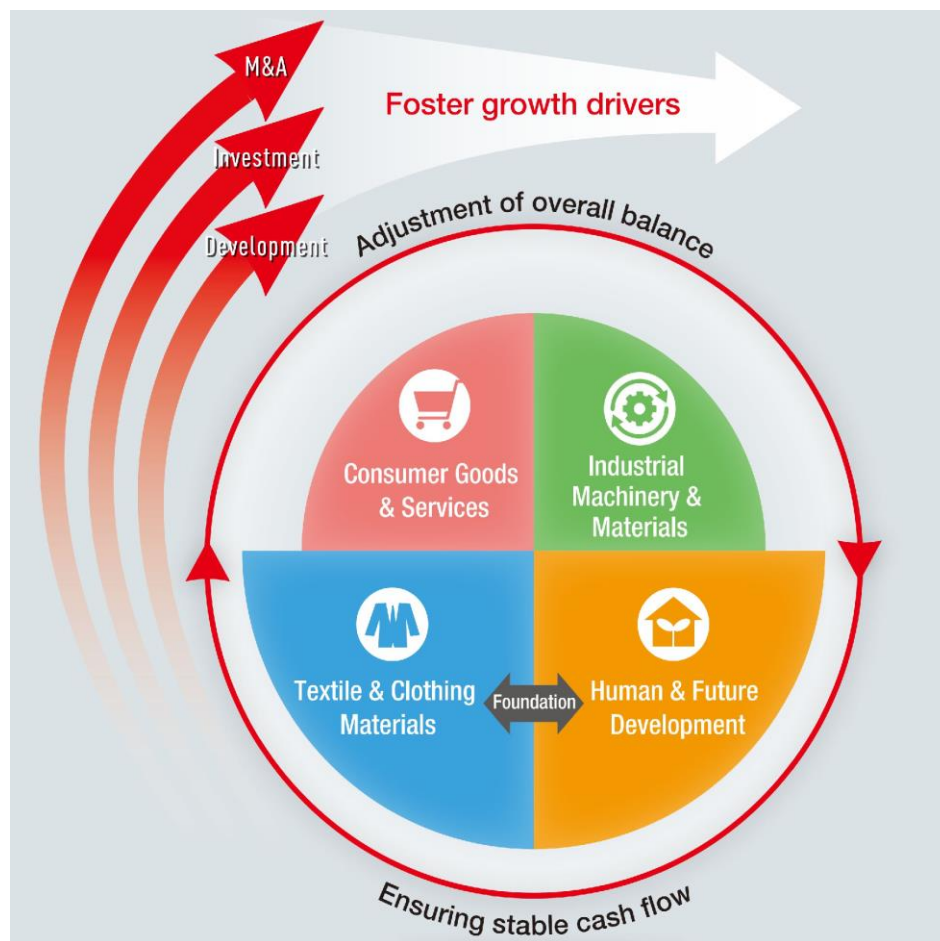 M&A
Foster growth drivers
Investment
Development
Adjustment of overall balance
Consumer Goods
& Services
Industrial
Machinery &
Materials
Textile & Clothing
Materials
Foundation
Human & Future
Development
Ensuring stable cash flow